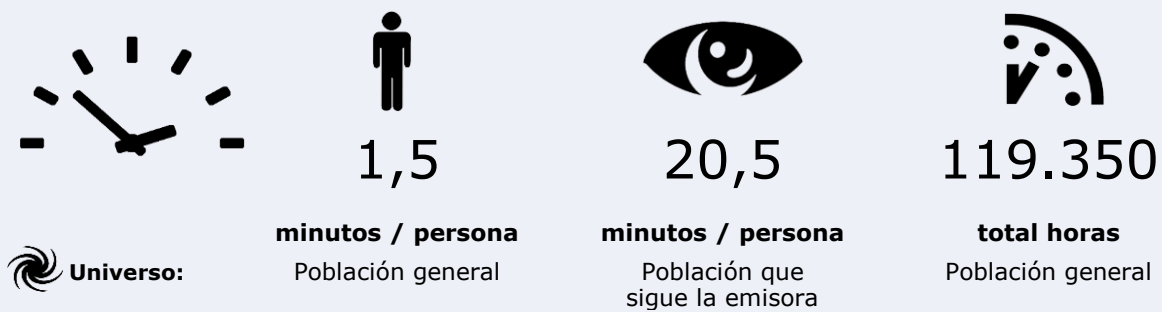 1,5
20,5
119.350
minutos / persona
minutos / persona
total horas
Universo:
Población general
Población que
sigue la emisora
Población general